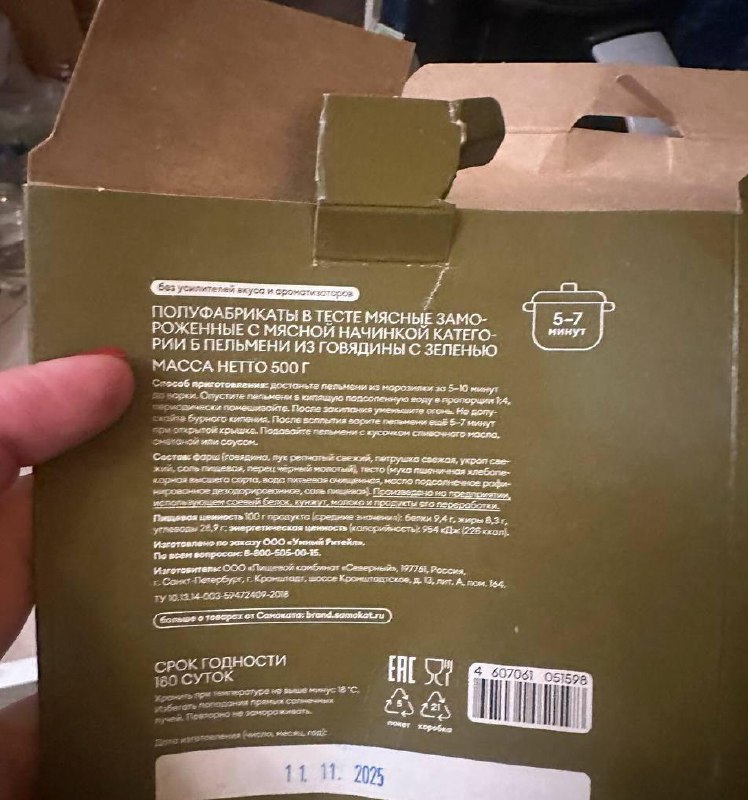 без усилителей вкуса и ароматизаторов
ПОЛУФАБРИКАТЫ В ТЕСТЕ МЯСНЫЕ ЗАМО-
РОЖЕННЫЕ С МЯСНОЙ НАЧИНКОЙ КАТЕГО-
РИИ Б ПЕЛЬМЕНИ ИЗ ГОВЯДИНЫ С ЗЕЛЕНЬЮ
МАССА НЕТТО 500 Г
5–7
минут
Способ приготовления: достаньте пельмени из морозилки за 5–10 минут
до варки. Опустите пельмени в кипящую подсоленную воду в пропорции 1:4,
периодически помешивайте. После закипания уменьшите огонь. Не допу-
скайте бурного кипения. После всплытия варите пельмени ещё 5–7 минут
при открытой крышке. Подавайте пельмени с кусочком сливочного масла,
сметаной или соусом.
Состав: фарш (говядина, лук репчатый свежий, петрушка свежая, укроп све-
жий, соль пищевая, перец чёрный молотый), тесто (мука пшеничная хлебопе-
карная высшего сорта, вода питьевая очищенная, масло подсолнечное рафи-
нированное дезодорированное, соль пищевая). Произведено на предприятии,
использующем соевый белок, кунжут, молоко и продукты его переработки.
Пищевая ценность 100 г продукта (средние значения): белки 9,4 г, жиры 8,3 г,
углеводы 28,9 г; энергетическая ценность (калорийность): 954 кДж (228 ккал).
Изготовлено по заказу ООО «Умный Ритейл».
По всем вопросам: 8-800-505-00-15.
Изготовитель: ООО «Пищевой комбинат «Северный», 197761, Россия,
г. Санкт-Петербург, г. Кронштадт, шоссе Кронштадтское, д. 13, лит. А, пом. 164.
ТУ 10.13.14-003-59472409-2018
больше о товарах от Самоката: brand.samokat.ru
СРОК ГОДНОСТИ
180 СУТОК
Хранить при температуре не выше минус 18 °C.
Избегать попадания прямых солнечных
лучей. Повторно не замораживать.
Дата изготовления (число, месяц, год):
EAC
5
пакет
21
коробка
4 607061 051598
11. 11. 2025